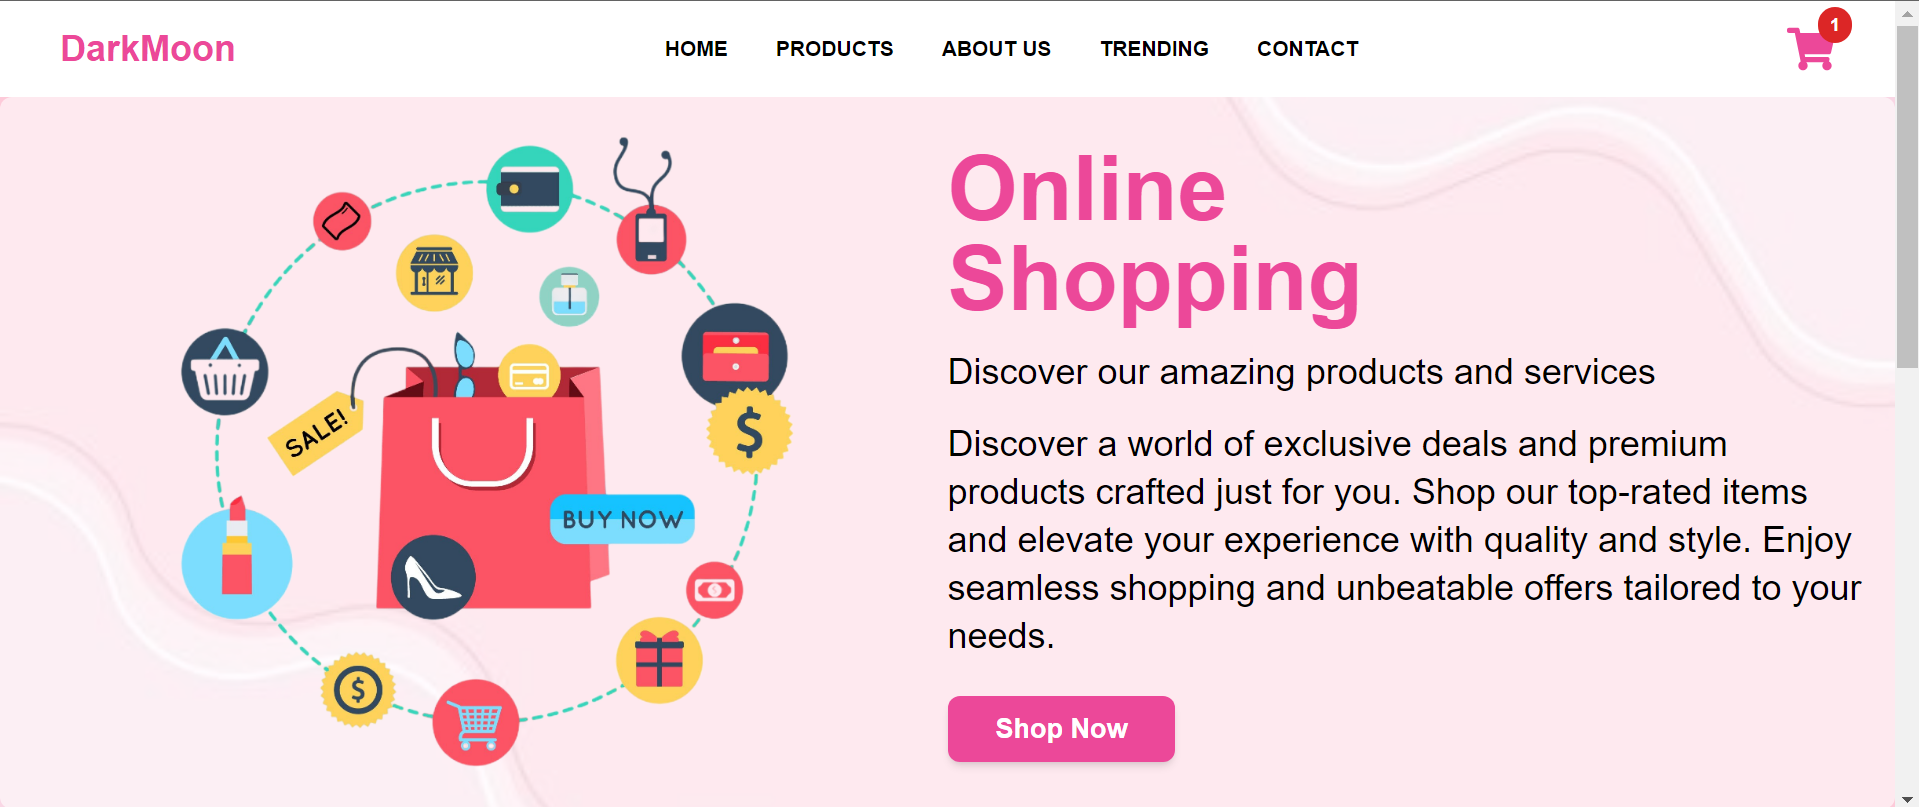 DarkMoon
HOME PRODUCTS ABOUT US TRENDING CONTACT
1
SALE!
$
BUY NOW
$
Online
Shopping
Discover our amazing products and services
Discover a world of exclusive deals and premium
products crafted just for you. Shop our top-rated items
and elevate your experience with quality and style. Enjoy
seamless shopping and unbeatable offers tailored to your
needs.
Shop Now